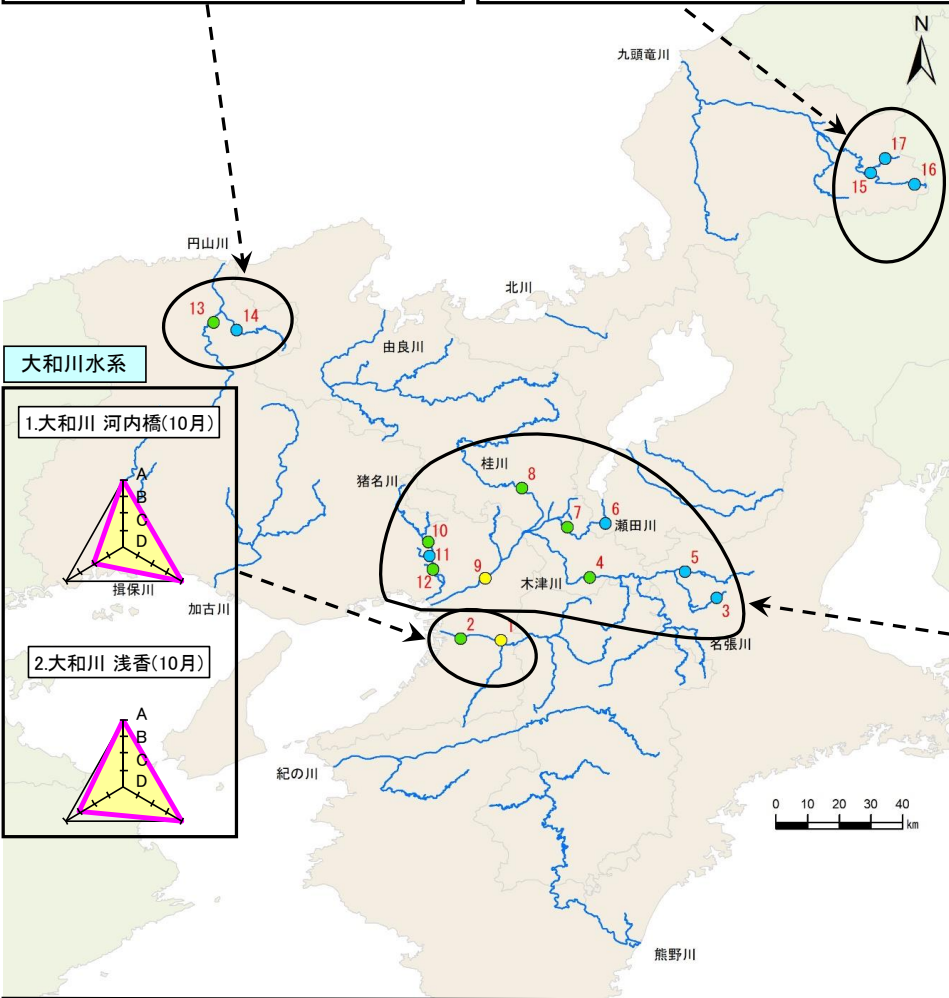 N
九頭竜川
17
15
16
円山川
13
14
北川
由良川
大和川水系
1.大和川 河内橋(10月)
A
B
C
D
揖保川
加古川
2.大和川 浅香(10月)
A
B
C
D
猪名川
桂川
8
7
6
瀬田川
10
11
12
9
木津川
4
5
3
名張川
2
1
紀の川
0 10 20 30 40
km
熊野川